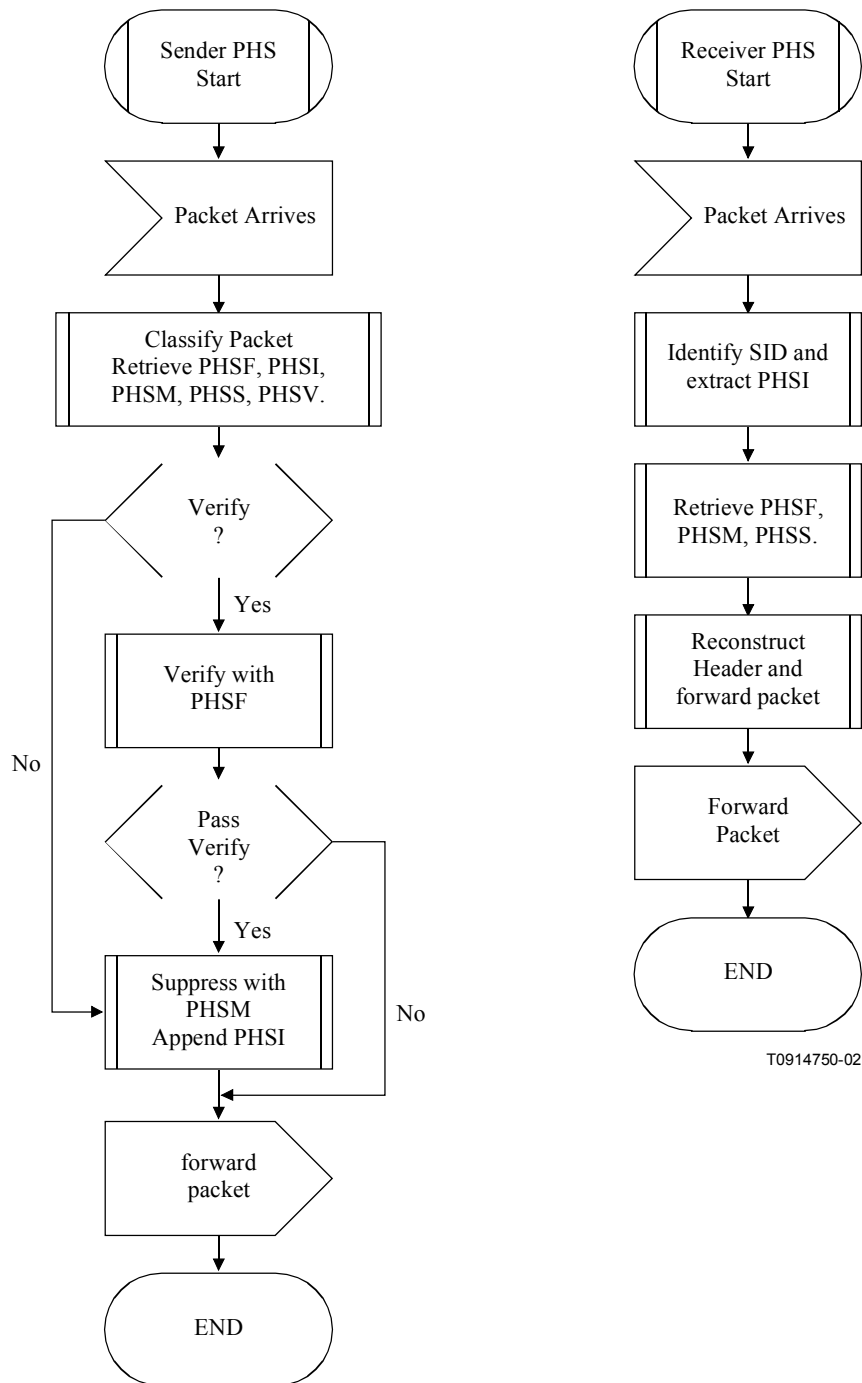 Sender PHS
Start
Packet Arrives
Classify Packet
Retrieve PHSF, PHSI,
PHSM, PHSS, PHSV.
Verify
?
Yes
Verify with
PHSF
No
Pass
Verify
?
Yes
Suppress with
PHSM
Append PHSI
No
forward
packet
END
Receiver PHS
Start
Packet Arrives
Identify SID and
extract PHSI
Retrieve PHSF,
PHSM, PHSS.
Reconstruct
Header and
forward packet
Forward
Packet
END
T0914750-02